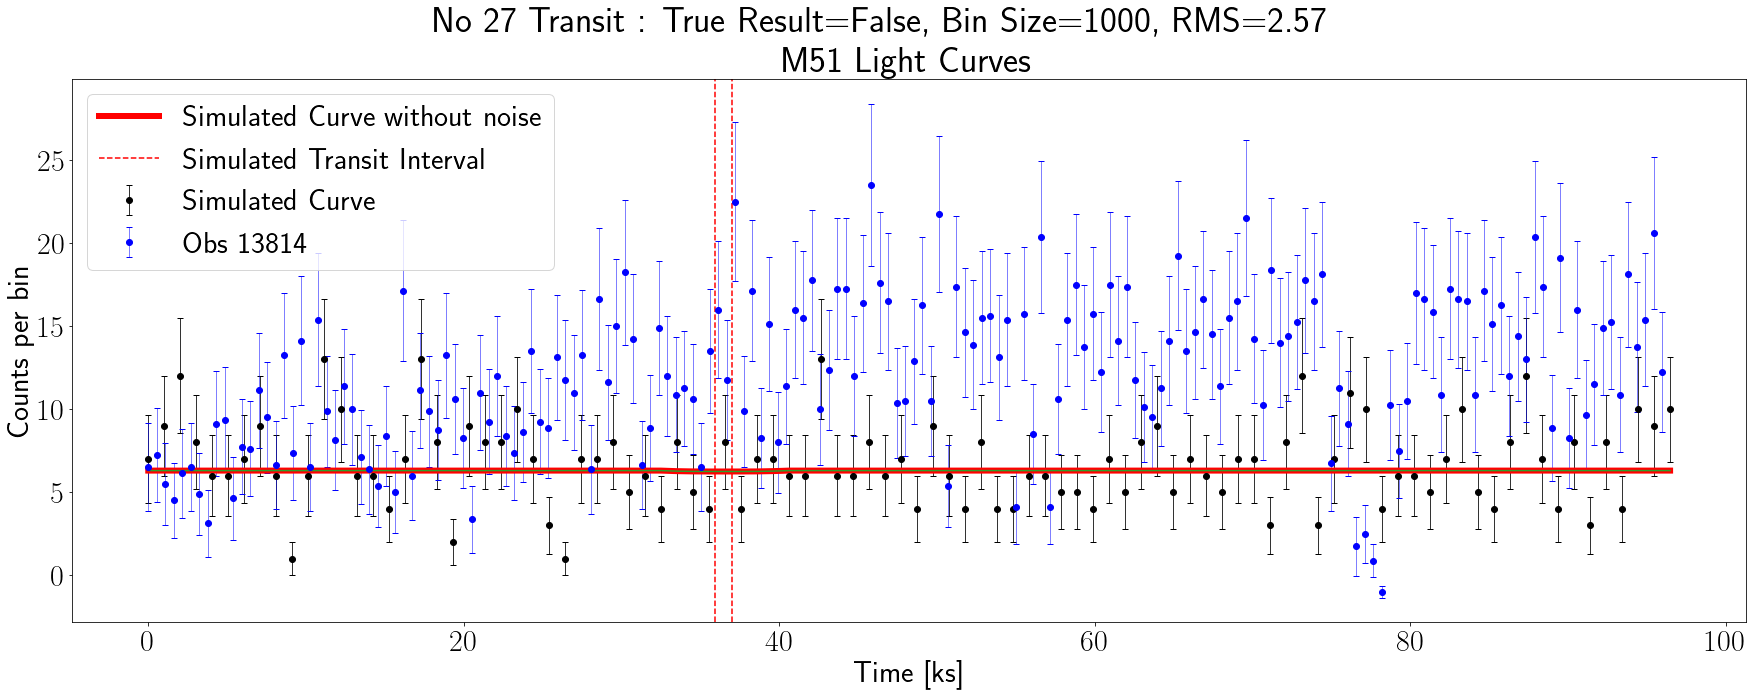 No 27 Transit : True Result=False, Bin Size=1000, RMS=2.57
M51 Light Curves
Simulated Curve without noise
Simulated Transit Interval
Simulated Curve
Obs 13814
Counts per bin
25
20
15
10
5
0
0 20 40 60 80 100
Time [ks]